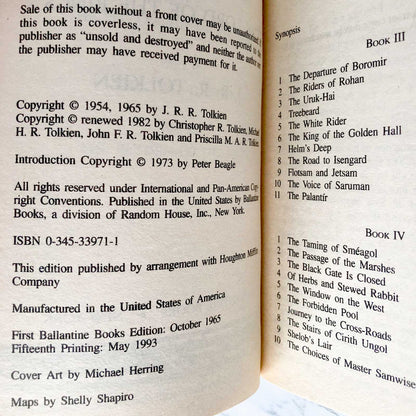 Sale of this book without a front cover may be unauthorized. If
this book is coverless, it may have been reported to the
publisher as "unsold and destroyed" and neither the author nor
the publisher may have received payment for it.
Copyright © 1954, 1965 by J. R. R. Tolkien
Copyright © renewed 1982 by Christopher R. Tolkien, Michael
H. R. Tolkien, John F. R. Tolkien and Priscilla M. A. R. Tolkien
Introduction Copyright © 1973 by Peter Beagle
All rights reserved under International and Pan-American Copy-
right Conventions. Published in the United States by Ballantine
Books, a division of Random House, Inc., New York.
ISBN 0-345-33971-1
This edition published by arrangement with Houghton Mifflin
Company
Manufactured in the United States of America
First Ballantine Books Edition: October 1965
Fifteenth Printing: May 1993
Cover Art by Michael Herring
Maps by Shelly Shapiro
Synopsis
BOOK III
1 The Departure of Boromir
2 The Riders of Rohan
3 The Uruk-Hai
4 Treebeard
5 The White Rider
6 The King of the Golden Hall
7 Helm's Deep
8 The Road to Isengard
9 Flotsam and Jetsam
10 The Voice of Saruman
11 The Palantír
BOOK IV
1 The Taming of Sméagol
2 The Passage of the Marshes
3 The Black Gate Is Closed
4 Of Herbs and Stewed Rabbit
5 The Window on the West
6 The Forbidden Pool
7 Journey to the Cross-Roads
8 The Stairs of Cirith Ungol
9 Shelob's Lair
10 The Choices of Master Samwise